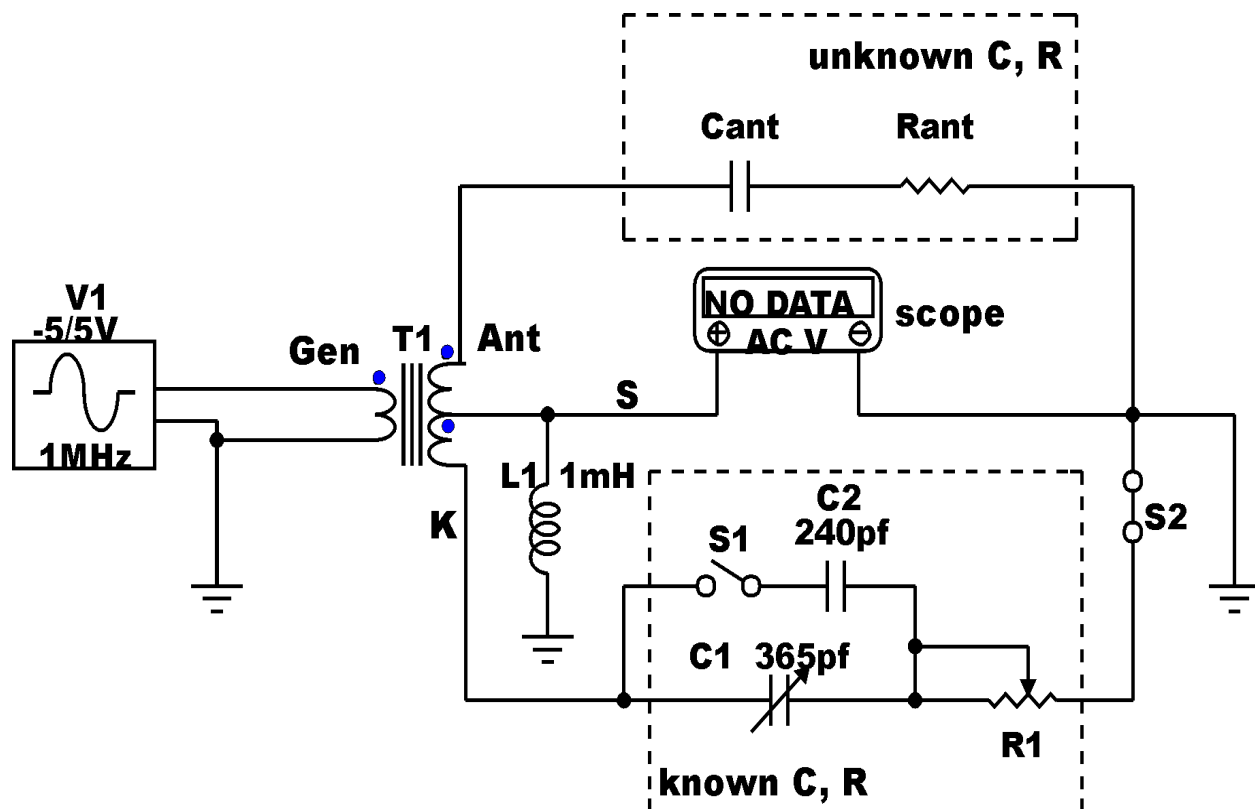 unknown C, R
Cant
Rant
V1
-5/5V
1MHz
Gen
T1
Ant
NO DATA
AC V
scope
S
L1 1mH
K
S1
C2
240pf
S2
C1 365pf
R1
known C, R